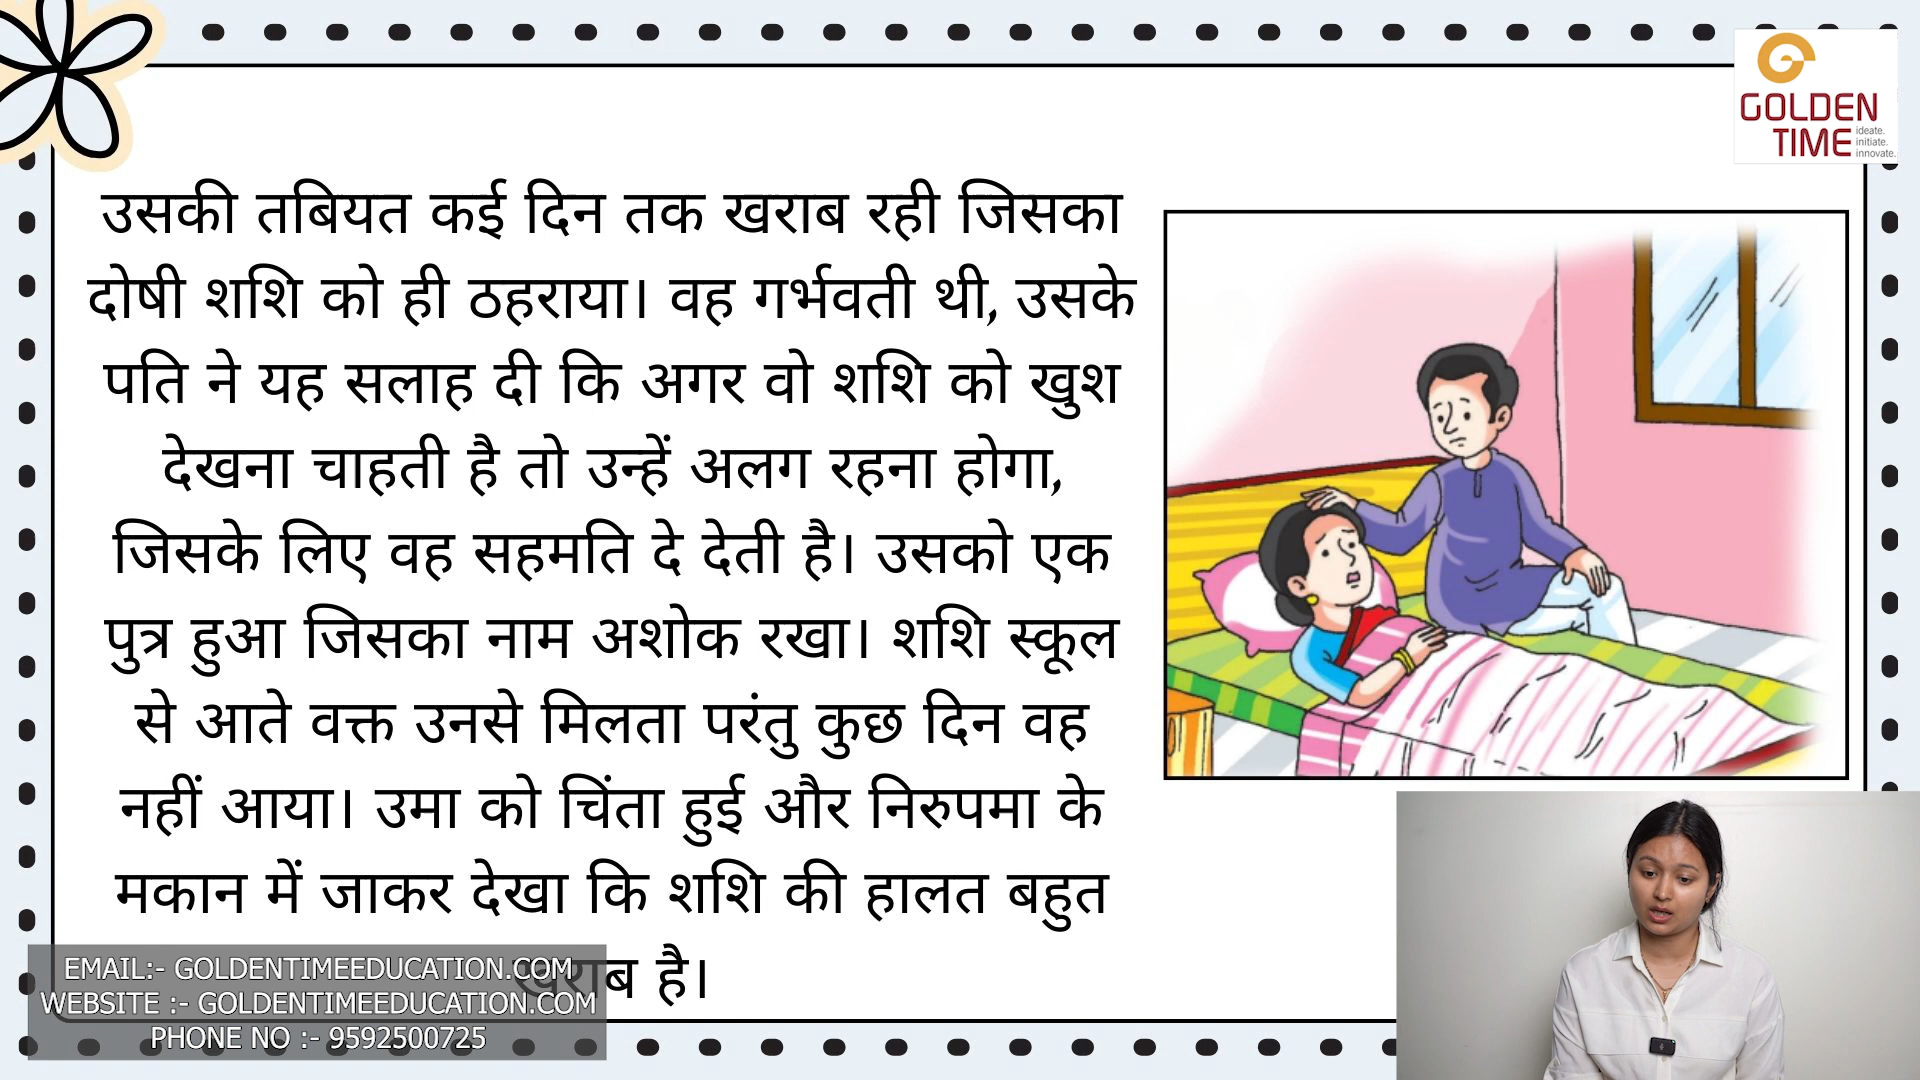 GOLDEN
TIME
ideate.
initiate.
innovate.
उसकी तबियत कई दिन तक खराब रही जिसका
दोषी शशि को ही ठहराया। वह गर्भवती थी, उसके
पति ने यह सलाह दी कि अगर वो शशि को खुश
देखना चाहती है तो उन्हें अलग रहना होगा,
जिसके लिए वह सहमति दे देती है। उसको एक
पुत्र हुआ जिसका नाम अशोक रखा। शशि स्कूल
से आते वक्त उनसे मिलता परंतु कुछ दिन वह
नहीं आया। उमा को चिंता हुई और निरुपमा के
मकान में जाकर देखा कि शशि की हालत बहुत
खराब है।
EMAIL:- GOLDENTIMEEDUCATION.COM
WEBSITE :- GOLDENTIMEEDUCATION.COM
PHONE NO :- 9592500725